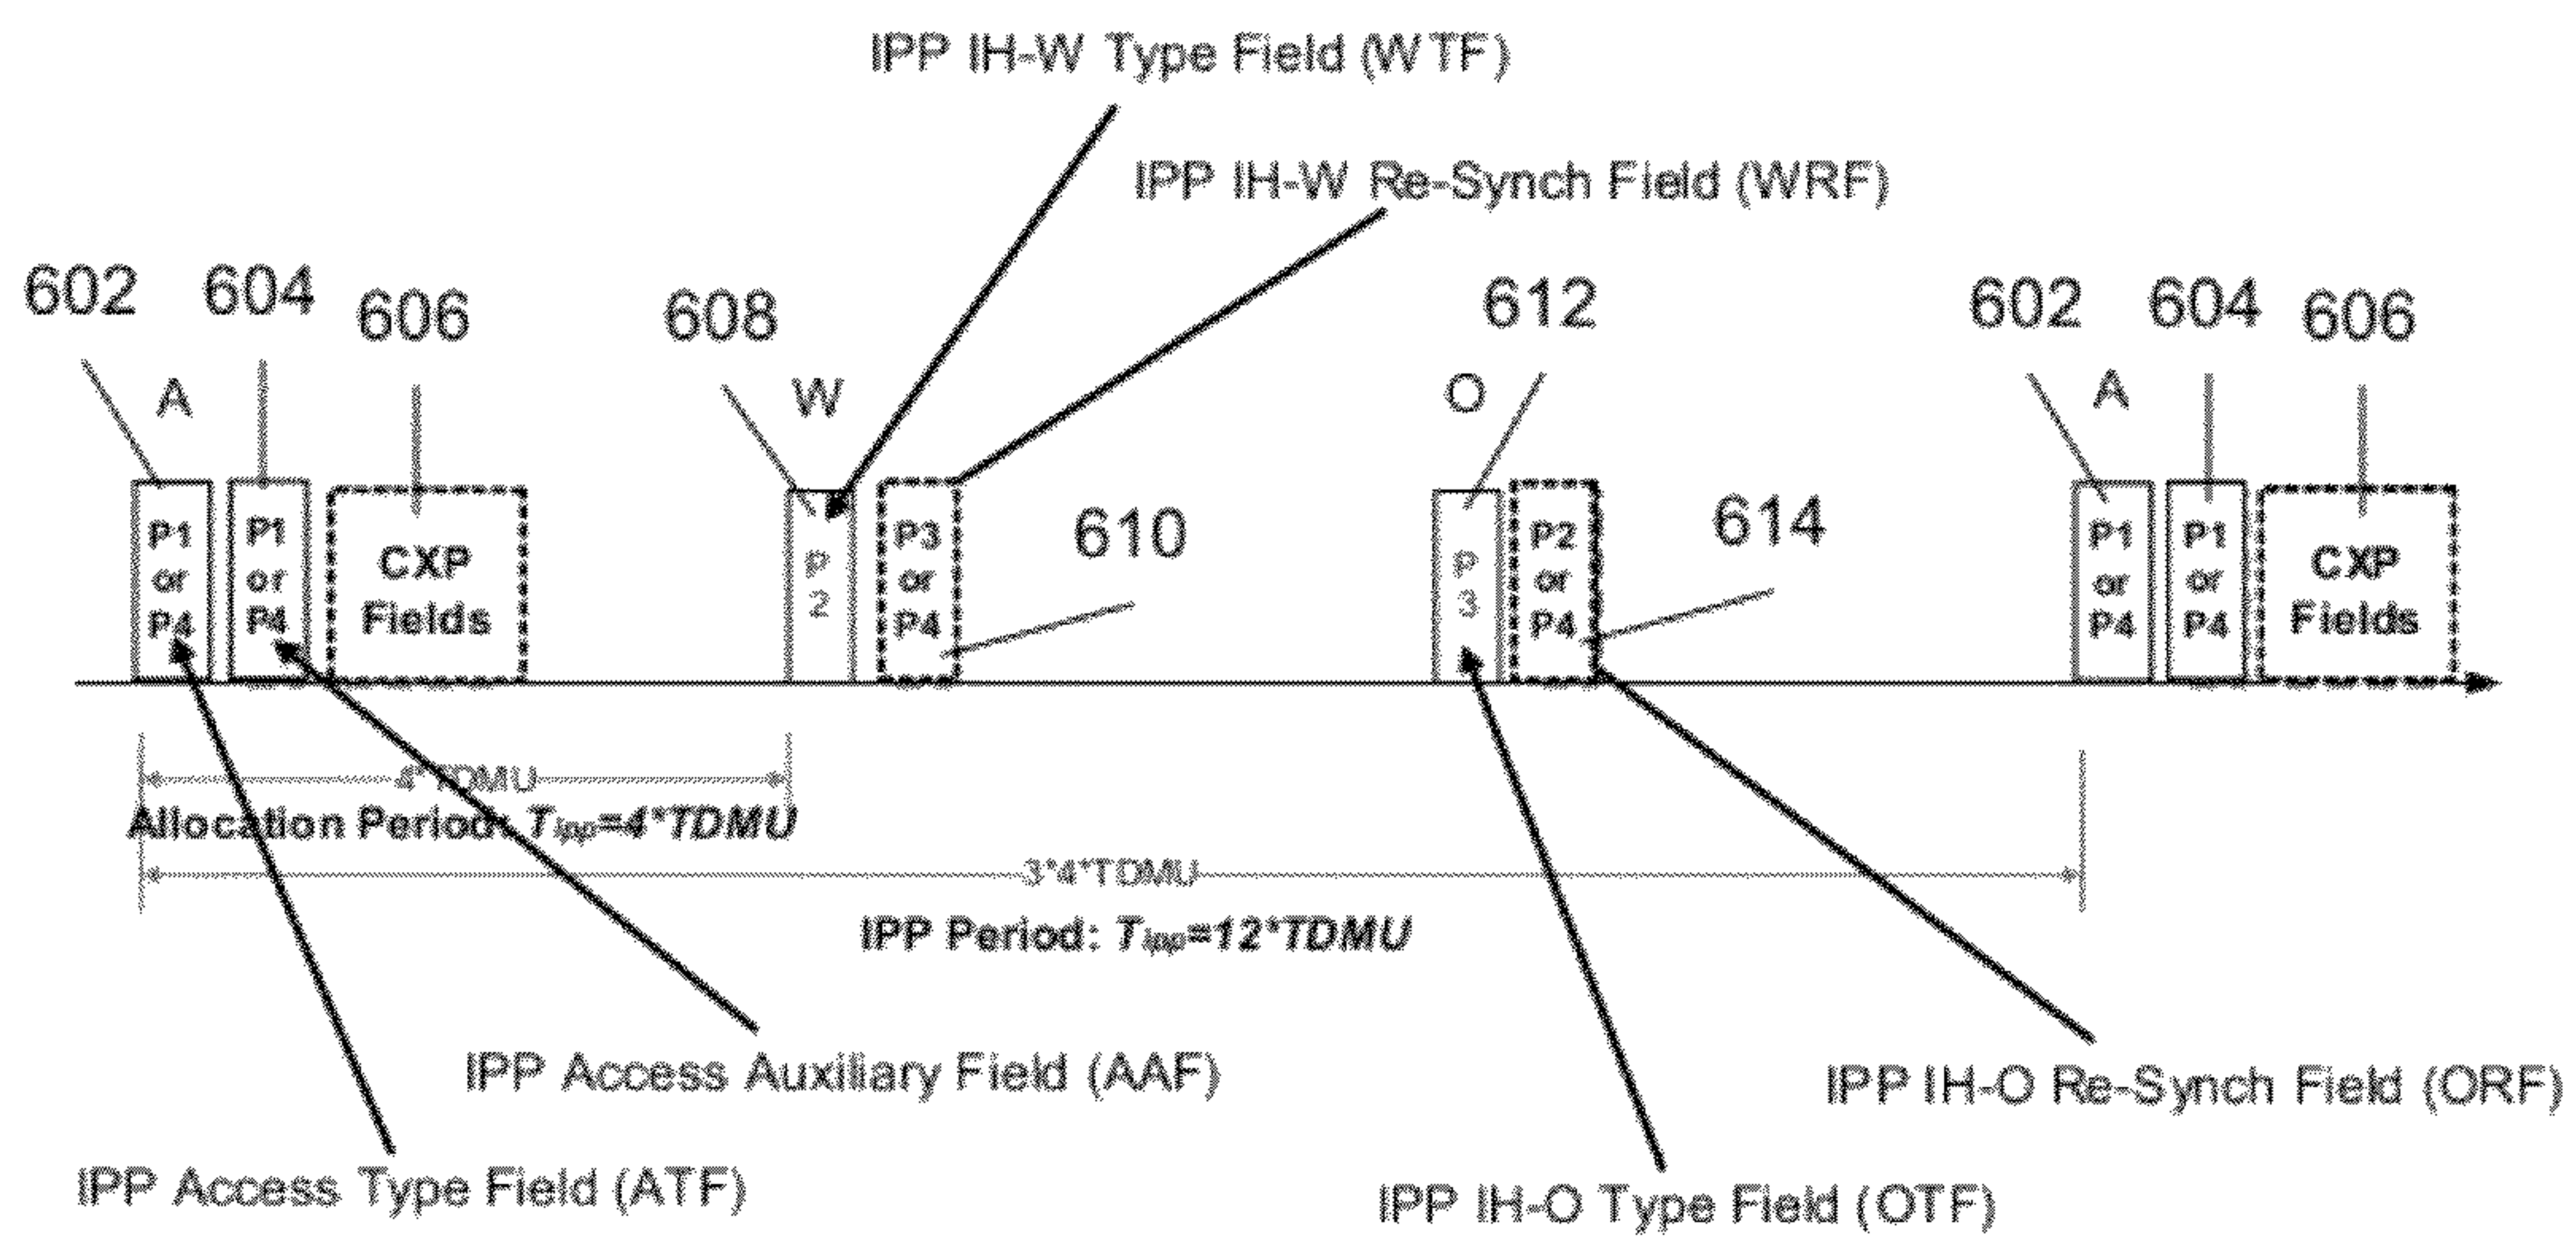 IPP IH-W Type Field (WTF)
IPP IH-W Re-Synch Field (WRF)
602
604
606
608
612
602
604
606
A
W
O
A
P1
or
P4
P1
or
P4
CXP
Fields
P
2
P3
or
P4
610
P
3
P2
or
P4
614
P1
or
P4
P1
or
P4
CXP
Fields
4*TDMU
Allocation Period: Tipp=4*TDMU
3*4*TDMU
IPP Period: Tipp=12*TDMU
IPP Access Auxiliary Field (AAF)
IPP IH-O Re-Synch Field (ORF)
IPP Access Type Field (ATF)
IPP IH-O Type Field (OTF)